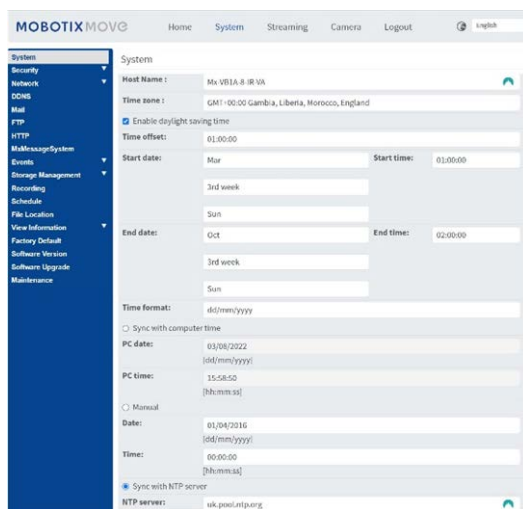 MOBOTIX MOVE Home System Streaming Camera Logout English
System
Security
Network
DDNS
Mail
FTP
HTTP
MxMessageSystem
Events
Storage Management
Recording
Schedule
File Location
View Information
Factory Default
Software Version
Software Upgrade
Maintenance
System
Host Name : Mx-VB1A-8-IR-VA
Time zone : GMT+00:00 Gambia, Liberia, Morocco, England
Enable daylight saving time
Time offset: 01:00:00
Start date: Mar Start time: 01:00:00
3rd week
Sun
End date: Oct End time: 02:00:00
3rd week
Sun
Time format: dd/mm/yyyy
Sync with computer time
PC date: 03/08/2022
[dd/mm/yyyy]
PC time: 15:58:50
[hh:mm:ss]
Manual
Date: 01/04/2016
[dd/mm/yyyy]
Time: 00:00:00
[hh:mm:ss]
Sync with NTP server
NTP server: uk.pool.ntp.org